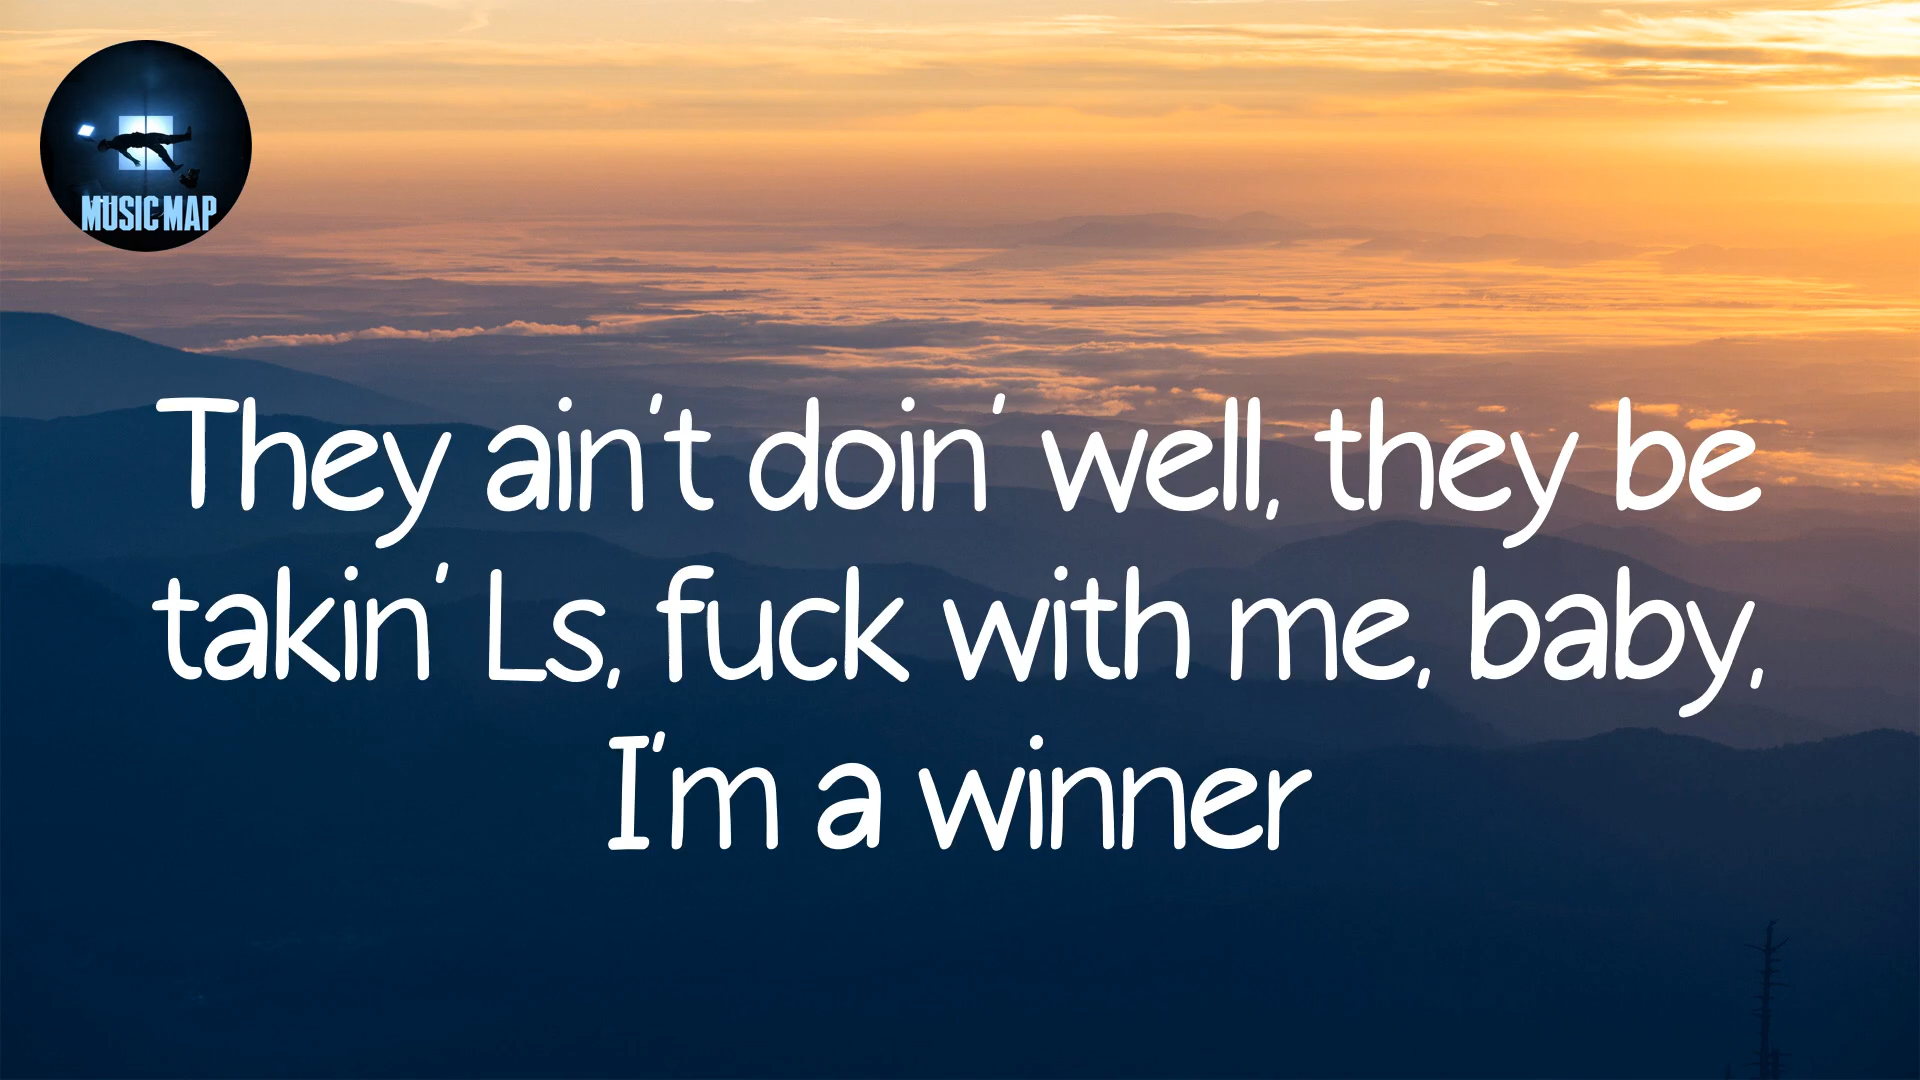 MUSIC MAP
They ain't doin' well, they be
takin' Ls, fuck with me, baby,
I'm a winner